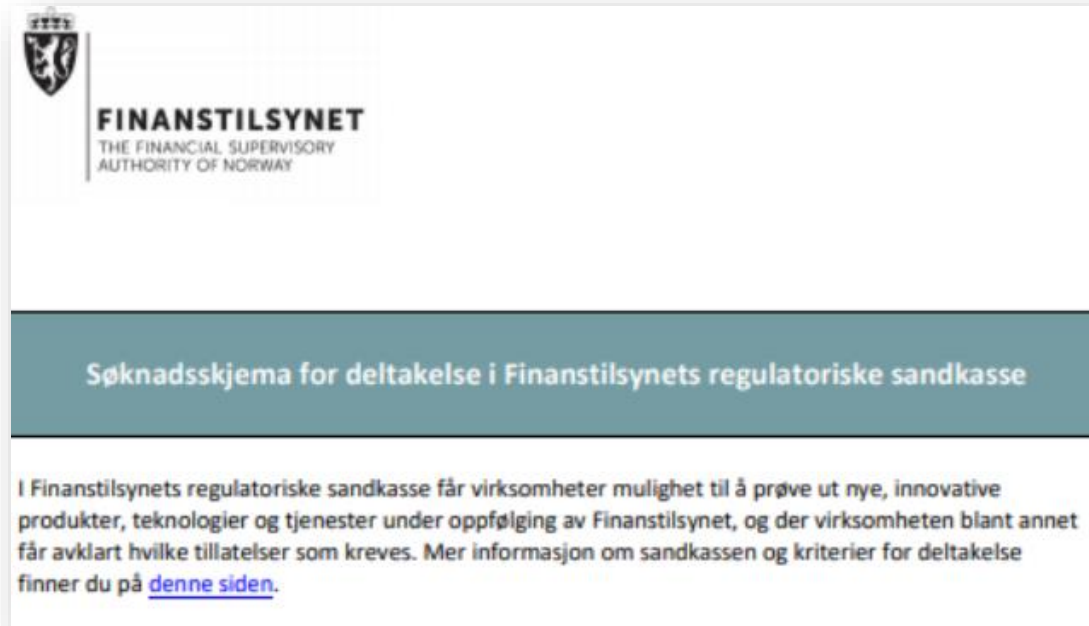 FINANSTILSYNET
THE FINANCIAL SUPERVISORY
AUTHORITY OF NORWAY
Søknadsskjema for deltakelse i Finanstilsynets regulatoriske sandkasse
I Finanstilsynets regulatoriske sandkasse får virksomheter mulighet til å prøve ut nye, innovative
produkter, teknologier og tjenester under oppfølging av Finanstilsynet, og der virksomheten blant annet
får avklart hvilke tillatelser som kreves. Mer informasjon om sandkassen og kriterier for deltakelse
finner du på denne siden.